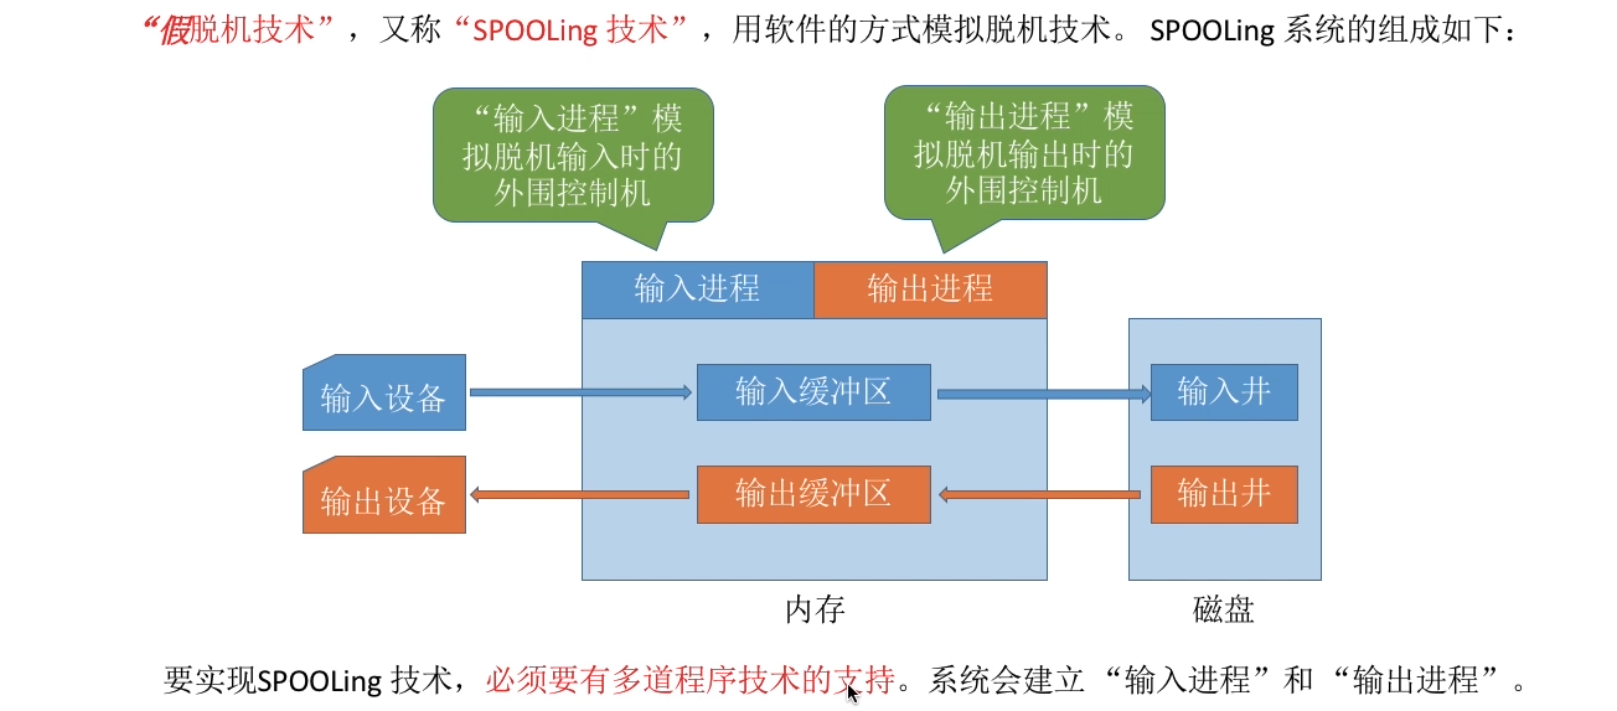 “假脱机技术”，又称“SPOOLing 技术”，用软件的方式模拟脱机技术。 SPOOLing 系统的组成如下：
“输入进程”模
拟脱机输入时的
外围控制机
“输出进程”模
拟脱机输出时的
外围控制机
输入进程
输出进程
输入设备
输入缓冲区
输入井
输出设备
输出缓冲区
输出井
内存
磁盘
要实现SPOOLing 技术，必须要有多道程序技术的支持。系统会建立 “输入进程”和 “输出进程”。